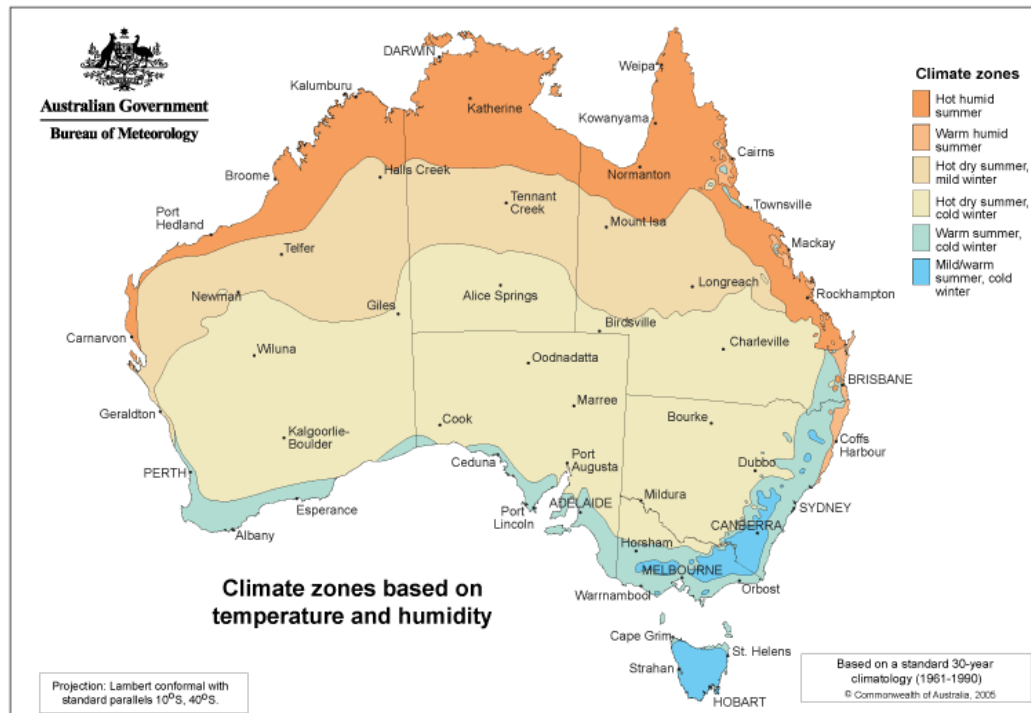 Australian Government
Bureau of Meteorology
Climate zones
Hot humid
summer
Warm humid
summer
Hot dry summer,
mild winter
Hot dry summer,
cold winter
Warm summer,
cold winter
Mild/warm
summer, cold
winter
DARWIN
Weipa
Kalumburu
Katherine
Kowanyama
Cairns
Halls Creek
Normanton
Broome
Tennant
Creek
Townsville
Port
Hedland
Mount Isa
Mackay
Telfer
Newman
Alice Springs
Longreach
Giles
Rockhampton
Birdsville
Carnarvon
Wiluna
Charleville
Oodnadatta
BRISBANE
Marree
Geraldton
Cook
Bourke
Kalgoorlie-
Boulder
Coffs
Harbour
Ceduna
Port
Augusta
Dubbo
PERTH
Mildura
Esperance
ADELAIDE
SYDNEY
Port
Lincoln
CANBERRA
Albany
Horsham
MELBOURNE
Warrnambool
Orbost
Climate zones based on
temperature and humidity
Cape Grim
St. Helens
Strahan
HOBART
Projection: Lambert conformal with
standard parallels 10°S, 40°S.
Based on a standard 30-year
climatology (1961-1990)
© Commonwealth of Australia, 2005